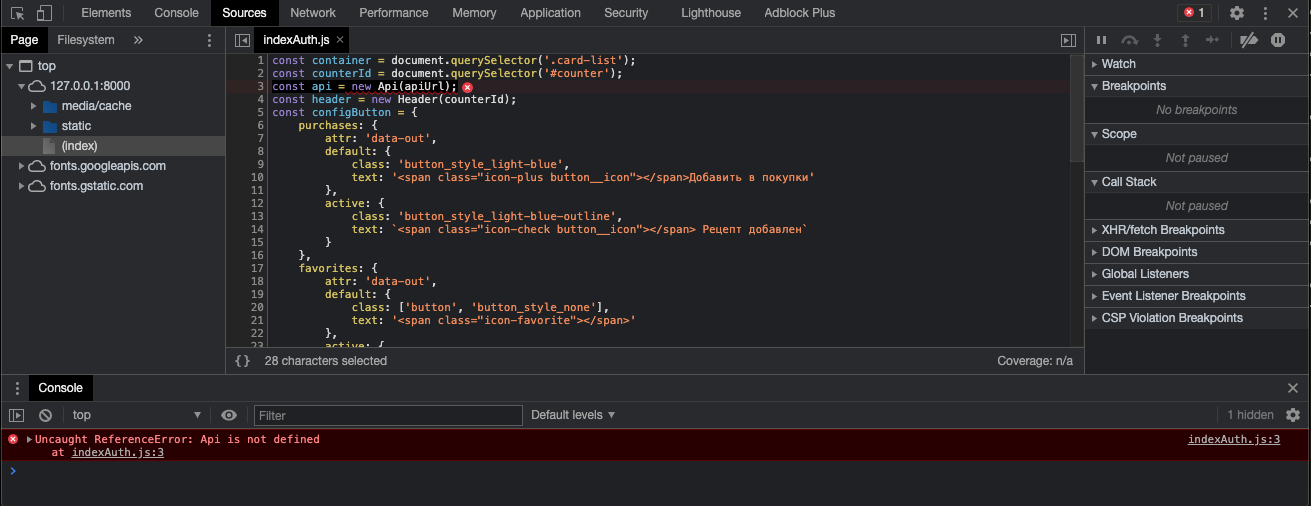 Elements Console Sources Network Performance Memory Application Security Lighthouse Adblock Plus 1
Page Filesystem »
indexAuth.js ×
top
127.0.0.1:8000
media/cache
static
(index)
fonts.googleapis.com
fonts.gstatic.com
1 const container = document.querySelector('.card-list');
2 const counterId = document.querySelector('#counter');
3 const api = new Api(apiUrl);
4 const header = new Header(counterId);
5 const configButton = {
6 purchases: {
7 attr: 'data-out',
8 default: {
9 class: 'button_style_light-blue',
10 text: '<span class="icon-plus button__icon"></span>Добавить в покупки'
11 },
12 active: {
13 class: 'button_style_light-blue-outline',
14 text: `<span class="icon-check button__icon"></span> Рецепт добавлен`
15 }
16 },
17 favorites: {
18 attr: 'data-out',
19 default: {
20 class: ['button', 'button_style_none'],
21 text: '<span class="icon-favorite"></span>'
22 },
23 active: {
{} 28 characters selected Coverage: n/a
Watch
Breakpoints
No breakpoints
Scope
Not paused
Call Stack
Not paused
XHR/fetch Breakpoints
DOM Breakpoints
Global Listeners
Event Listener Breakpoints
CSP Violation Breakpoints
Console
top Filter Default levels 1 hidden
Uncaught ReferenceError: Api is not defined indexAuth.js:3
at indexAuth.js:3